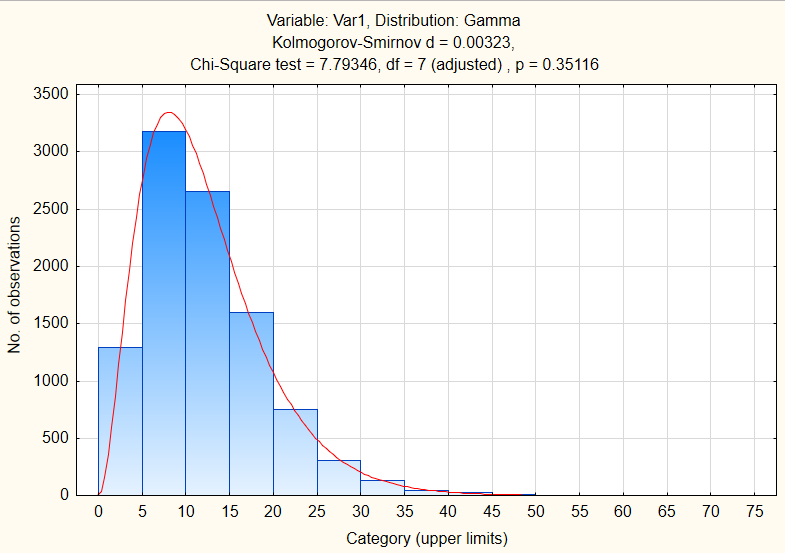 Variable: Var1, Distribution: Gamma
Kolmogorov-Smirnov d = 0.00323,
Chi-Square test = 7.79346, df = 7 (adjusted) , p = 0.35116
3500
3000
2500
2000
1500
1000
500
0
No. of observations
0 5 10 15 20 25 30 35 40 45 50 55 60 65 70 75
Category (upper limits)